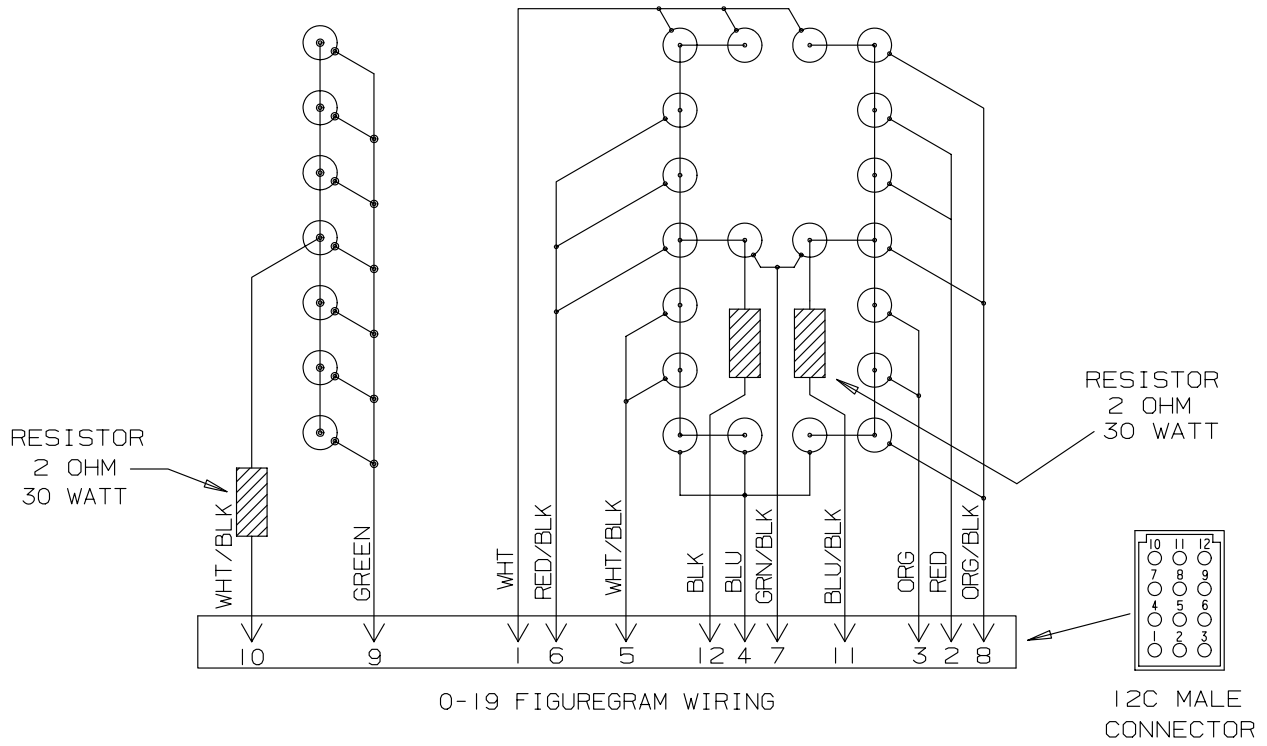 RESISTOR
2 OHM
30 WATT
RESISTOR
2 OHM
30 WATT
WHT/BLK
GREEN
WHT
RED/BLK
WHT/BLK
BLK
BLU
GRN/BLK
BLU/BLK
ORG
RED
ORG/BLK
10 9 1 6 5 12 4 7 11 3 2 8
10 11 12
7 8 9
4 5 6
1 2 3
0-19 FIGUREGRAM WIRING
12C MALE
CONNECTOR